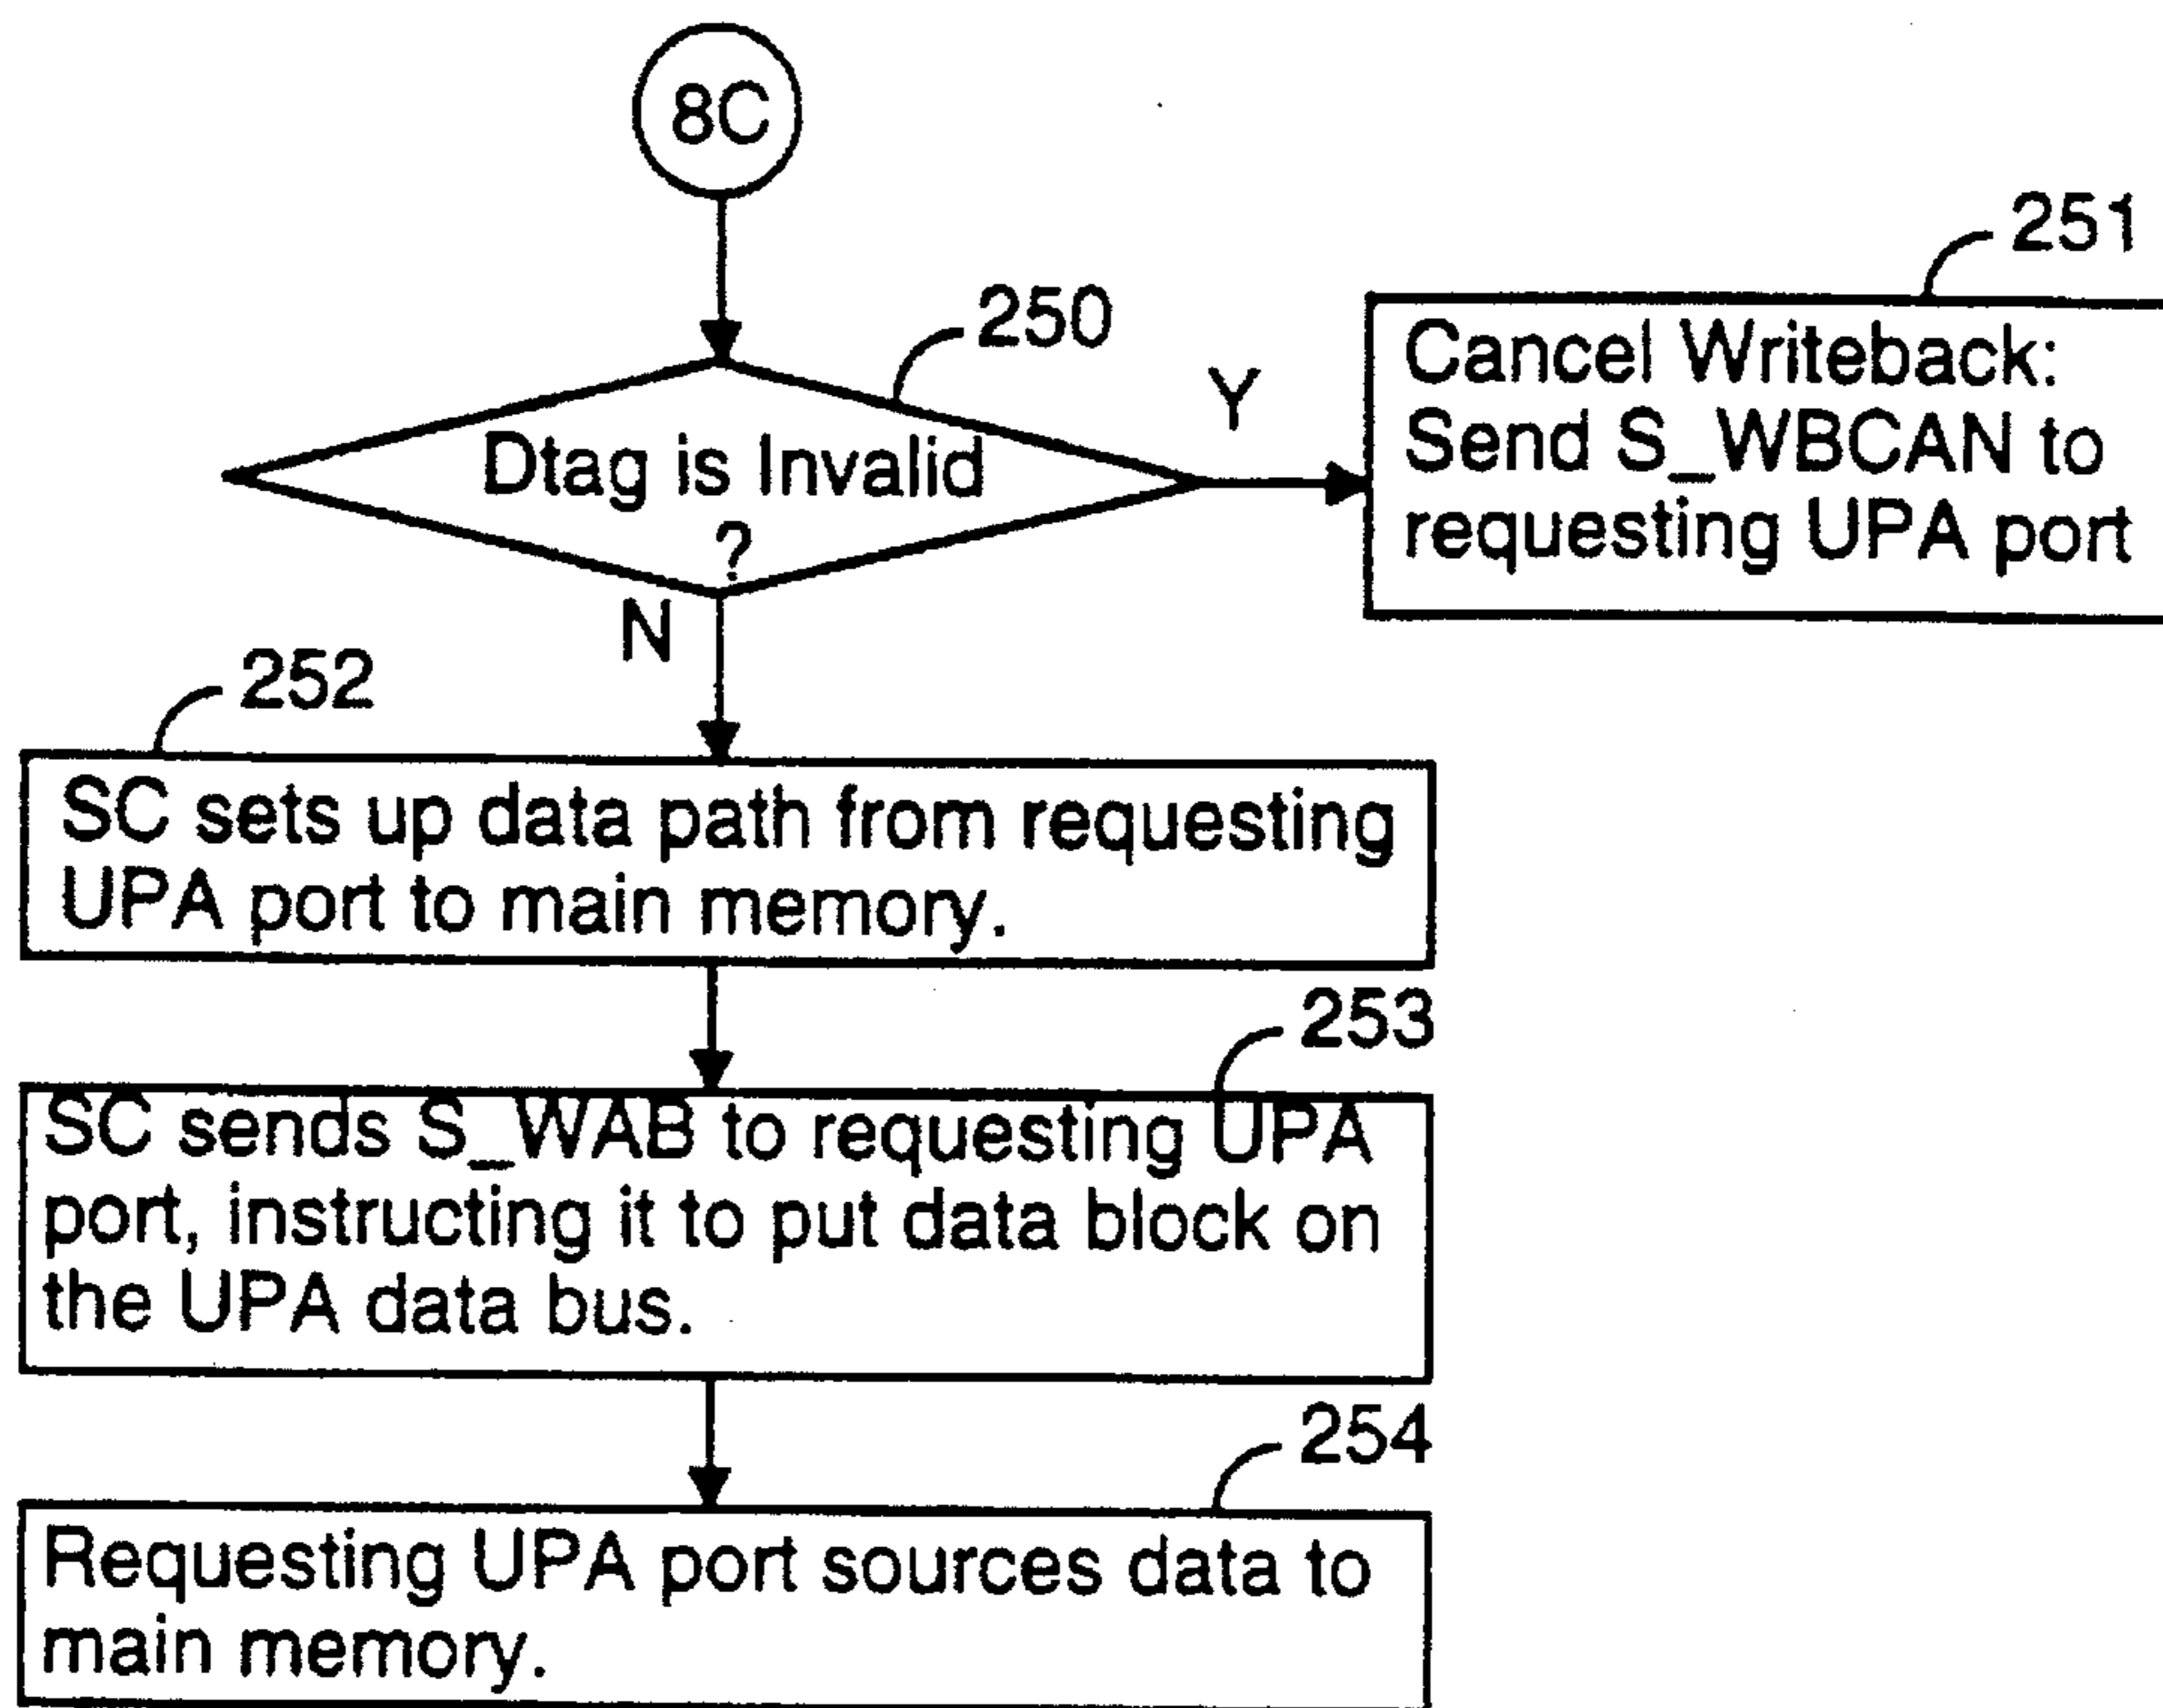 8C
250
251
Dtag is Invalid
?
Y
Cancel Writeback:
Send S_WBCAN to
requesting UPA port
N
252
SC sets up data path from requesting
UPA port to main memory.
253
SC sends S_WAB to requesting UPA
port, instructing it to put data block on
the UPA data bus.
254
Requesting UPA port sources data to
main memory.